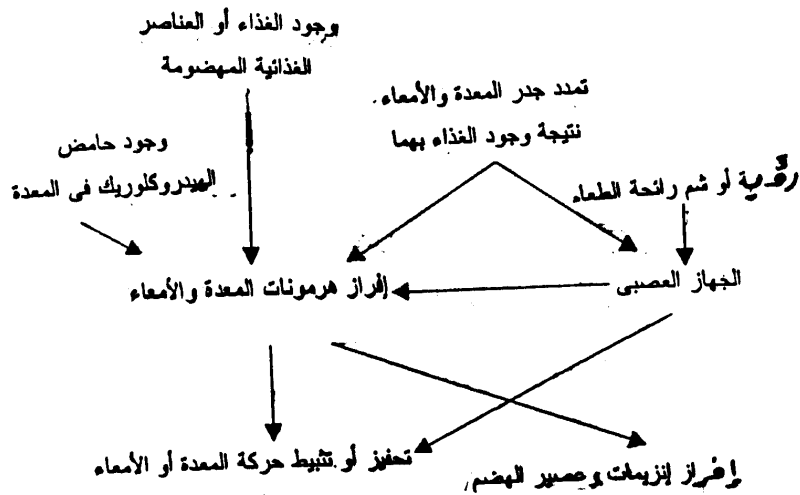 وجود الغذاء أو العناصر
الغذائية المهضومة
تمدد جدر المعدة والأمعاء
نتيجة وجود الغذاء بهما
وجود حامض
الهيدروكلوريك فى المعدة
رؤية أو شم رائحة الطعام
إفراز هرمونات المعدة والأمعاء
الجهاز العصبى
تحفيز أو تثبيط حركة المعدة أو الأمعاء
إفراز إنزيمات وعصير الهضم